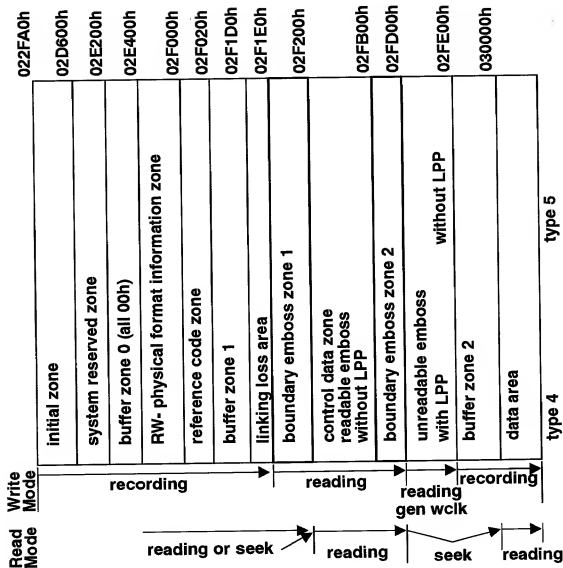 022FA0h
02D600h
02E200h
02E400h
02F000h
02F020h
02F1D0h
02F1E0h
02F200h
02FB00h
02FD00h
02FE00h
030000h
initial zone
system reserved zone
buffer zone 0 (all 00h)
RW- physical format information zone
reference code zone
buffer zone 1
linking loss area
boundary emboss zone 1
control data zone
readable emboss
without LPP
boundary emboss zone 2
unreadable emboss
with LPP
without LPP
buffer zone 2
data area
type 4
type 5
Write
Mode
recording
reading
reading
gen wclk
recording
Read
Mode
reading or seek
reading
seek
reading